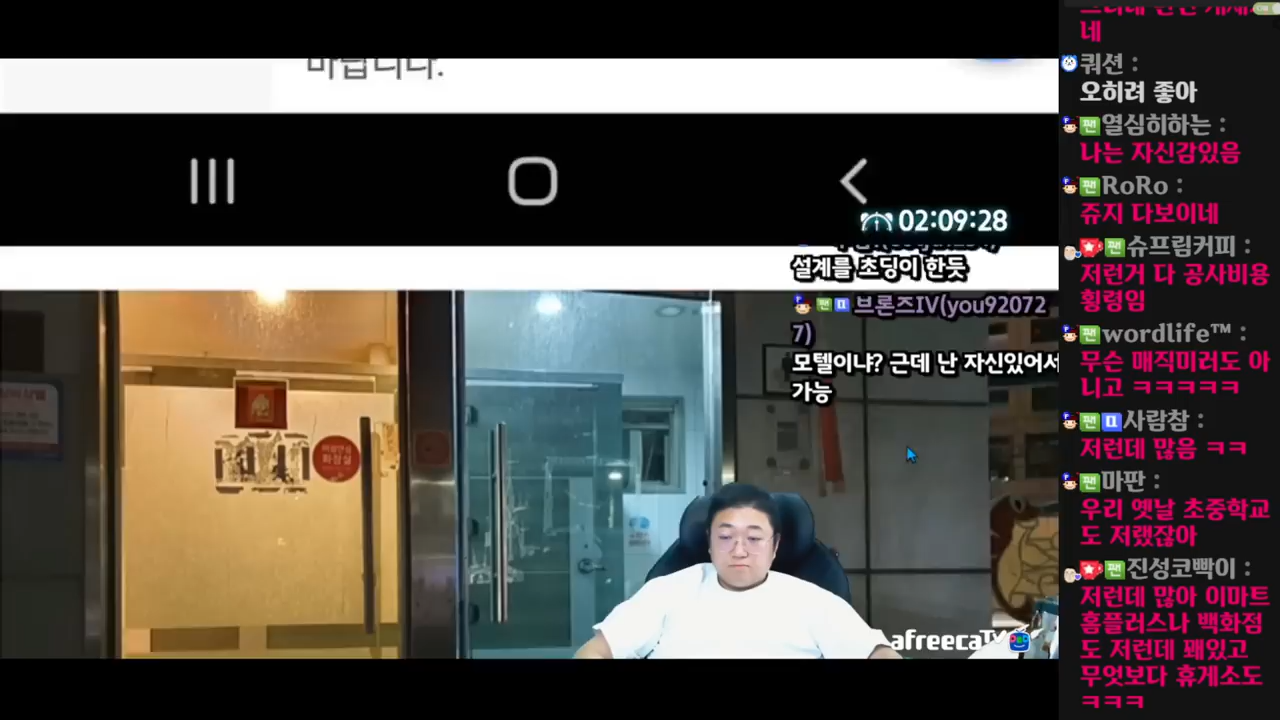 바랍니다.
02:09:28
설계를 초딩이 한듯
브론즈IV(you92072
7)
모텔이냐? 근데 난 자신있어서
가능
화장실
afreecaTV
네
쿼션 :
오히려 좋아
열심히하는 :
나는 자신감있음
RoRo :
쥬지 다보이네
슈프림커피 :
저런거 다 공사비용
횡령임
wordlife™ :
무슨 매직미러도 아
니고 ㅋㅋㅋㅋㅋ
사람참 :
저런데 많음 ㅋㅋ
마판 :
우리 옛날 초중학교
도 저랬잖아
진성코빡이 :
저런데 많아 이마트
홈플러스나 백화점
도 저런데 꽤있고
무엇보다 휴게소도
ㅋㅋㅋ